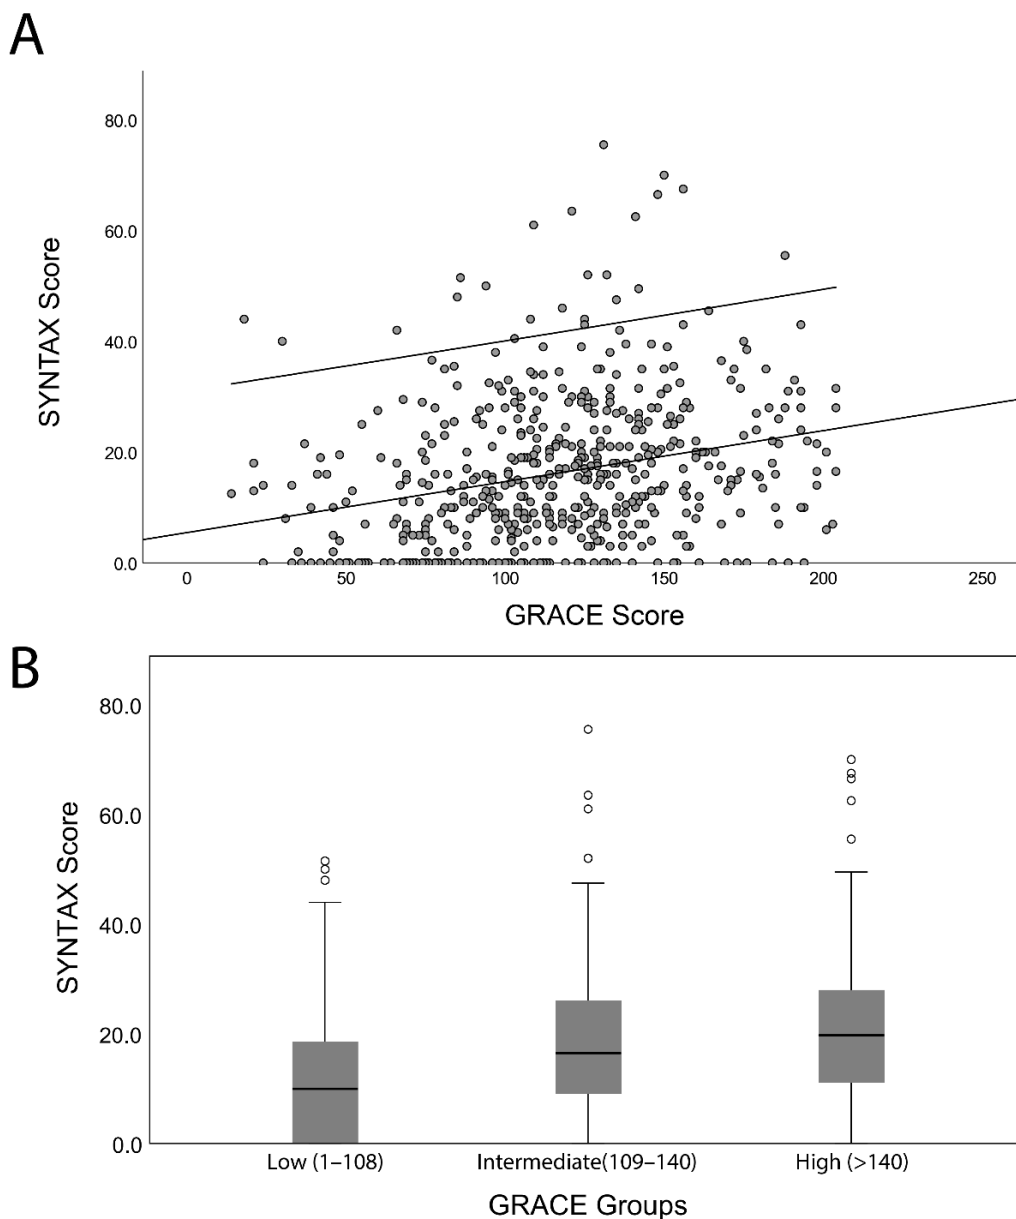 A
SYNTAX Score
80.0
60.0
40.0
20.0
0.0
0 50 100 150 200 250
GRACE Score
B
SYNTAX Score
80.0
60.0
40.0
20.0
0.0
Low (1–108) Intermediate(109–140) High (>140)
GRACE Groups